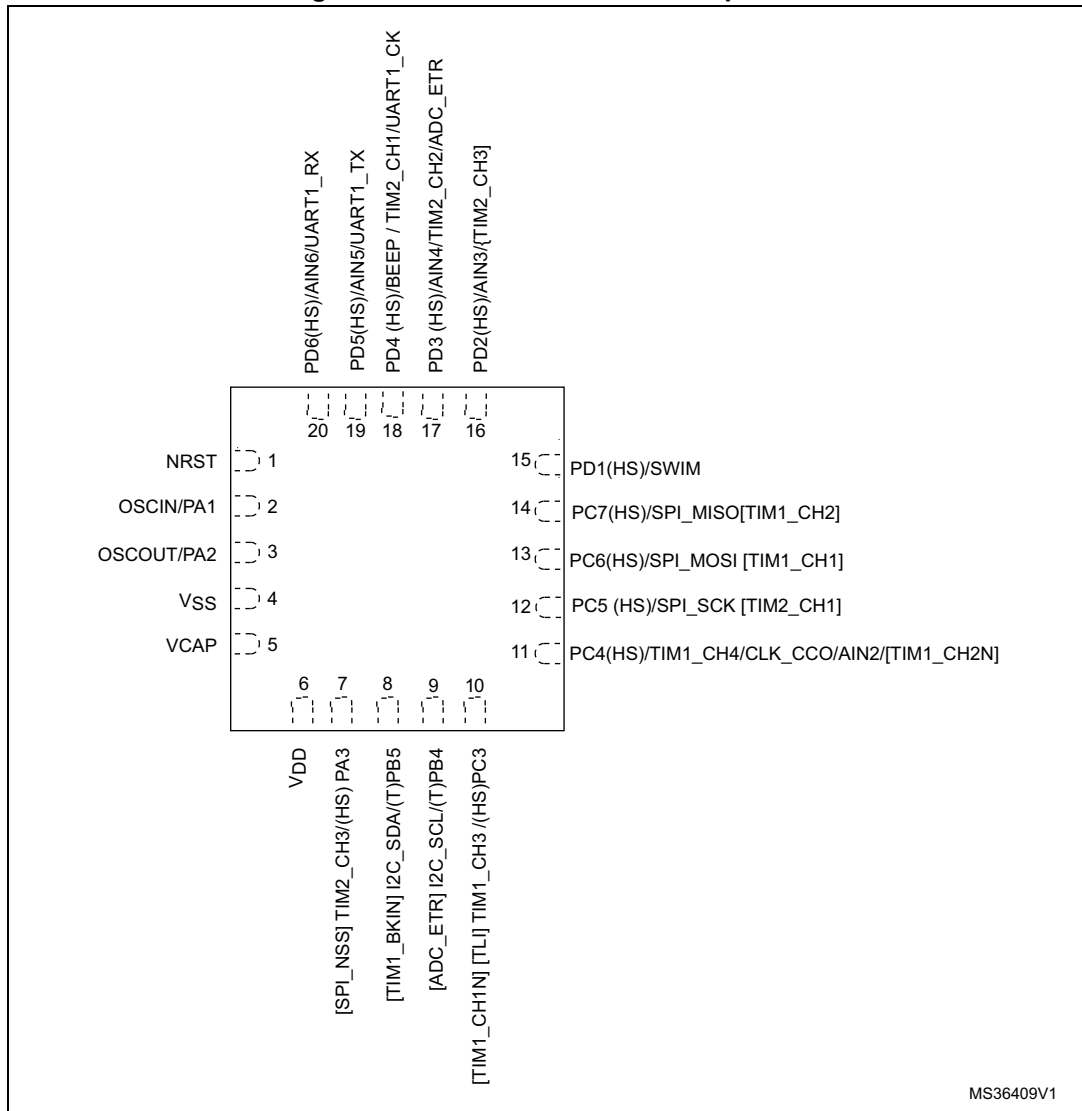 PD6(HS)/AIN6/UART1_RX
PD5(HS)/AIN5/UART1_TX
PD4 (HS)/BEEP / TIM2_CH1/UART1_CK
PD3 (HS)/AIN4/TIM2_CH2/ADC_ETR
PD2(HS)/AIN3/{TIM2_CH3]
20 19 18 17 16
NRST 1
OSCIN/PA1 2
OSCOUT/PA2 3
VSS 4
VCAP 5
15 PD1(HS)/SWIM
14 PC7(HS)/SPI_MISO[TIM1_CH2]
13 PC6(HS)/SPI_MOSI [TIM1_CH1]
12 PC5 (HS)/SPI_SCK [TIM2_CH1]
11 PC4(HS)/TIM1_CH4/CLK_CCO/AIN2/[TIM1_CH2N]
6 7 8 9 10
VDD
[SPI_NSS] TIM2_CH3/(HS) PA3
[TIM1_BKIN] I2C_SDA/(T)PB5
[ADC_ETR] I2C_SCL/(T)PB4
[TIM1_CH1N] [TLI] TIM1_CH3 /(HS)PC3
MS36409V1